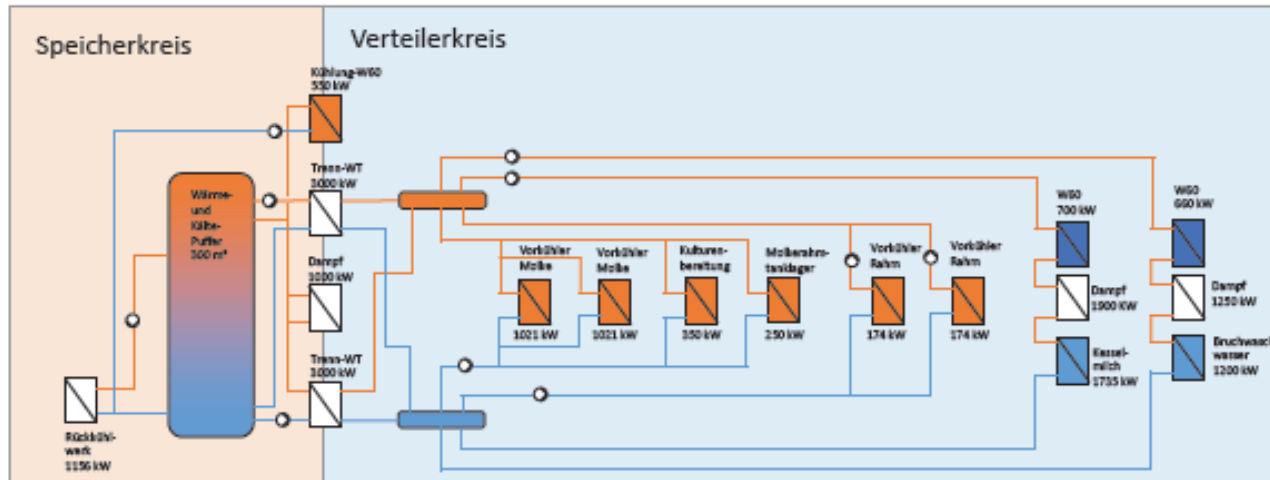 Speicherkreis
Verteilerkreis
Kühlung-W60
550 kW
Trenn-WT
3000 kW
Wärme-
und
Kälte-
Puffer
300 m³
Dampf
1000 kW
Trenn-WT
3000 kW
Rückkühl-
werk
1156 kW
Vorkühler
Molke
1021 kW
Vorkühler
Molke
1021 kW
Kulturen-
bereitung
350 kW
Molkerahm-
tanklager
250 kW
Vorkühler
Rahm
174 kW
Vorkühler
Rahm
174 kW
W60
700 kW
Dampf
1900 KW
Kessel-
milch
1735 kW
W60
660 kW
Dampf
1250 kW
Bruchwasch
wasser
1200 kW